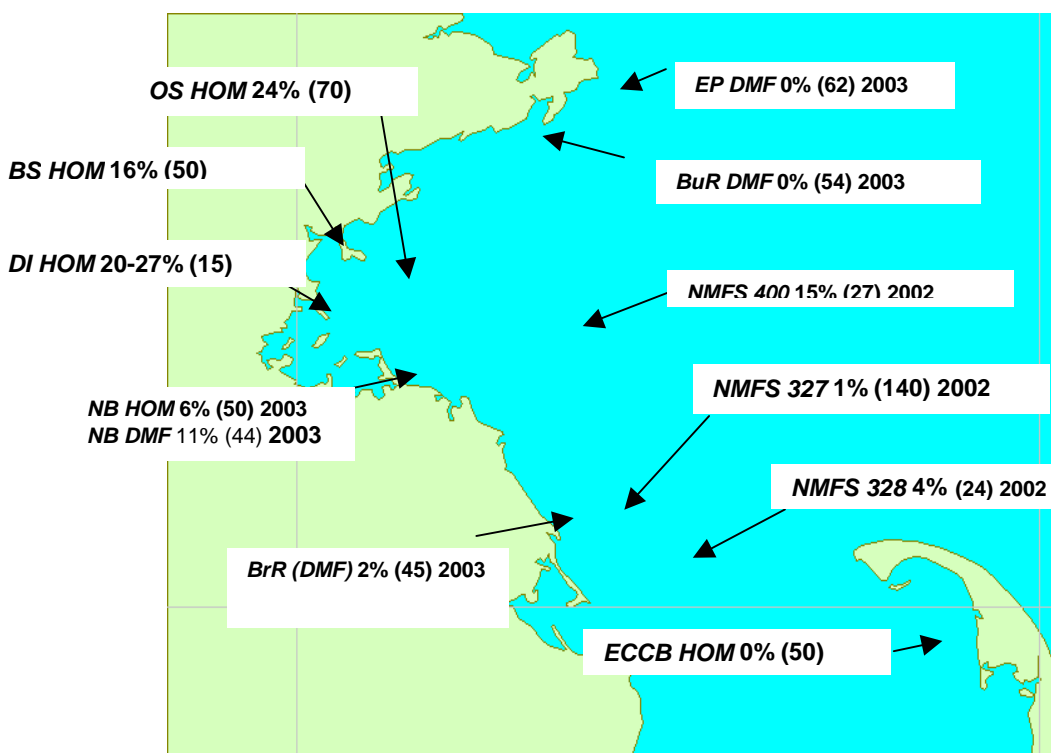 OS HOM 24% (70)
EP DMF 0% (62) 2003
BS HOM 16% (50)
BuR DMF 0% (54) 2003
DI HOM 20-27% (15)
NMFS 400 15% (27) 2002
NMFS 327 1% (140) 2002
NB HOM 6% (50) 2003
NB DMF 11% (44) 2003
NMFS 328 4% (24) 2002
BrR (DMF) 2% (45) 2003
ECCB HOM 0% (50)